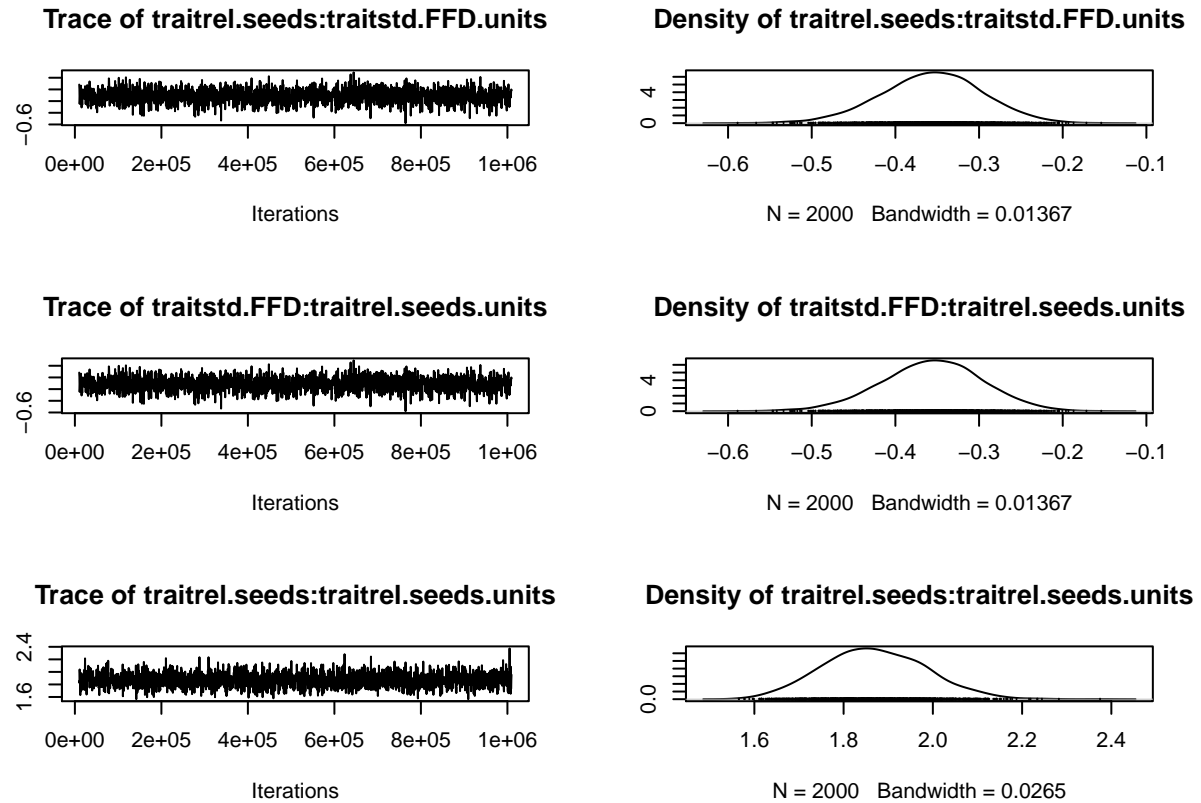 Trace of traitrel.seeds:traitstd.FFD.units
Density of traitrel.seeds:traitstd.FFD.units
−0.6
0e+00 2e+05 4e+05 6e+05 8e+05 1e+06
Iterations
0 4
−0.6 −0.5 −0.4 −0.3 −0.2 −0.1
N = 2000 Bandwidth = 0.01367
Trace of traitstd.FFD:traitrel.seeds.units
Density of traitstd.FFD:traitrel.seeds.units
−0.6
0e+00 2e+05 4e+05 6e+05 8e+05 1e+06
Iterations
0 4
−0.6 −0.5 −0.4 −0.3 −0.2 −0.1
N = 2000 Bandwidth = 0.01367
Trace of traitrel.seeds:traitrel.seeds.units
Density of traitrel.seeds:traitrel.seeds.units
1.6 2.4
0e+00 2e+05 4e+05 6e+05 8e+05 1e+06
Iterations
0.0
1.6 1.8 2.0 2.2 2.4
N = 2000 Bandwidth = 0.0265